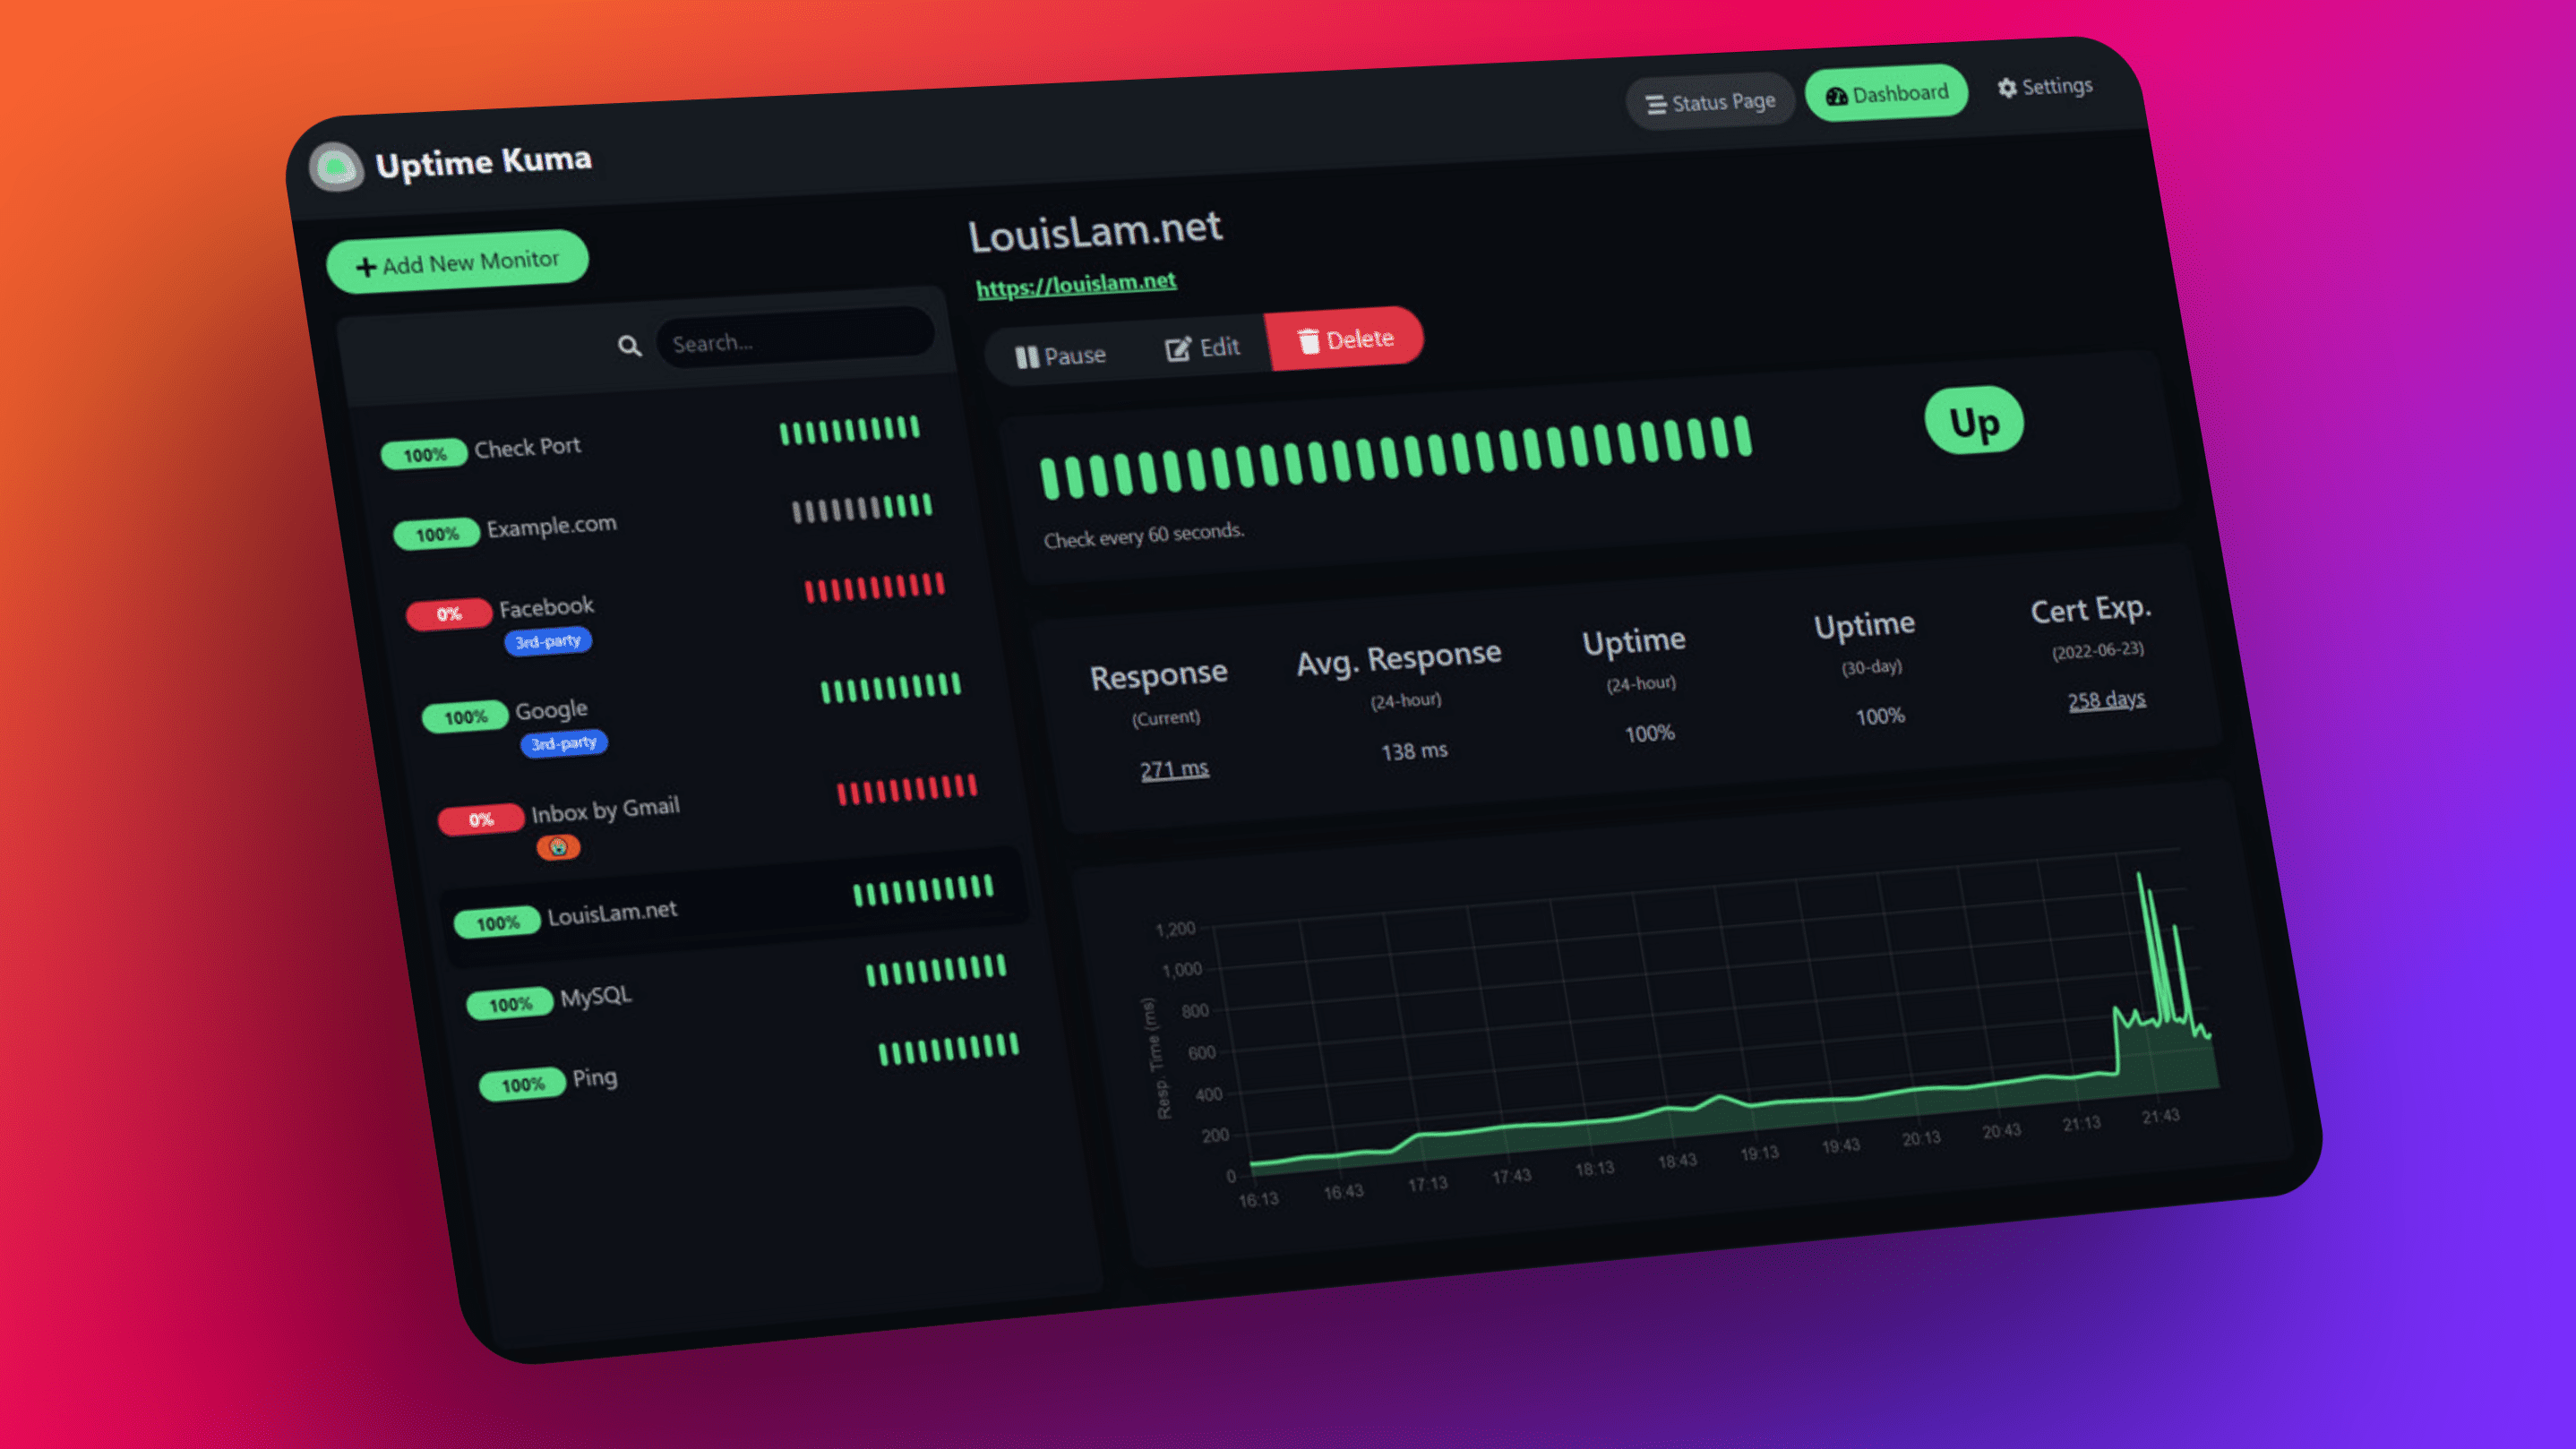 Uptime Kuma
Status Page
Dashboard
Settings
Add New Monitor
Search...
100% Check Port
100% Example.com
0% Facebook
3rd-party
100% Google
3rd-party
0% Inbox by Gmail
100% LouisLam.net
100% MySQL
100% Ping
LouisLam.net
https://louislam.net
Pause
Edit
Delete
Up
Check every 60 seconds.
Response
(Current)
271 ms
Avg. Response
(24-hour)
138 ms
Uptime
(24-hour)
100%
Uptime
(30-day)
100%
Cert Exp.
(2022-06-23)
258 days
Resp. Time (ms)
1,200
1,000
800
600
400
200
0
16:13 16:43 17:13 17:43 18:13 18:43 19:13 19:43 20:13 20:43 21:13 21:43